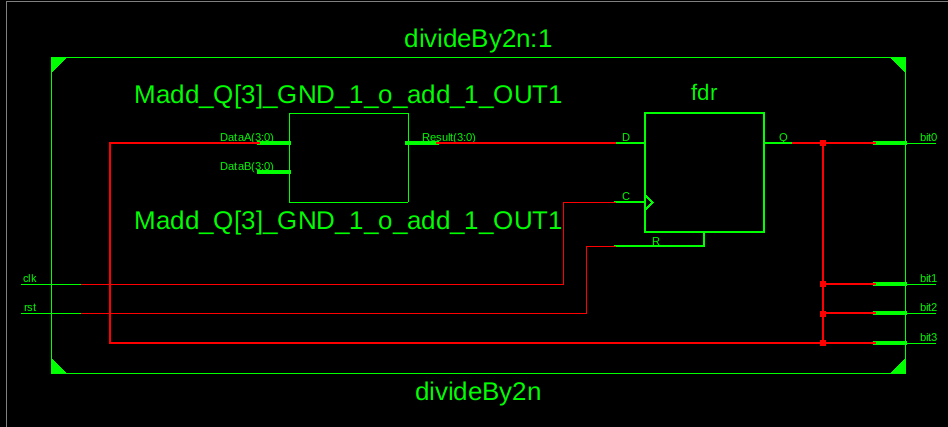 divideBy2n:1
Madd_Q[3]_GND_1_o_add_1_OUT1
fdr
DataA(3:0)
Result(3:0)
D
Q
bit0
DataB(3:0)
C
Madd_Q[3]_GND_1_o_add_1_OUT1
R
clk
bit1
rst
bit2
bit3
divideBy2n